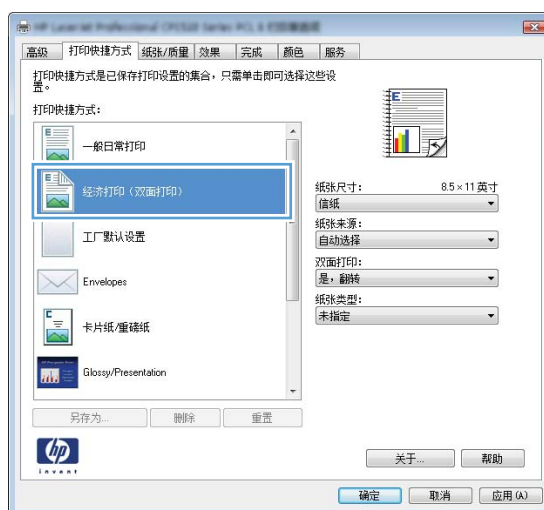 高级 打印快捷方式 纸张/质量 效果 完成 颜色 服务
打印快捷方式是已保存打印设置的集合，只需单击即可选择这些设
置。
打印快捷方式:
一般日常打印
经济打印（双面打印）
工厂默认设置
Envelopes
卡片纸/重磅纸
Glossy/Presentation
另存为... 删除 重置
纸张尺寸: 8.5×11 英寸
信纸
纸张来源:
自动选择
双面打印:
是，翻转
纸张类型:
未指定
hp
invent
关于... 帮助
确定 取消 应用(A)